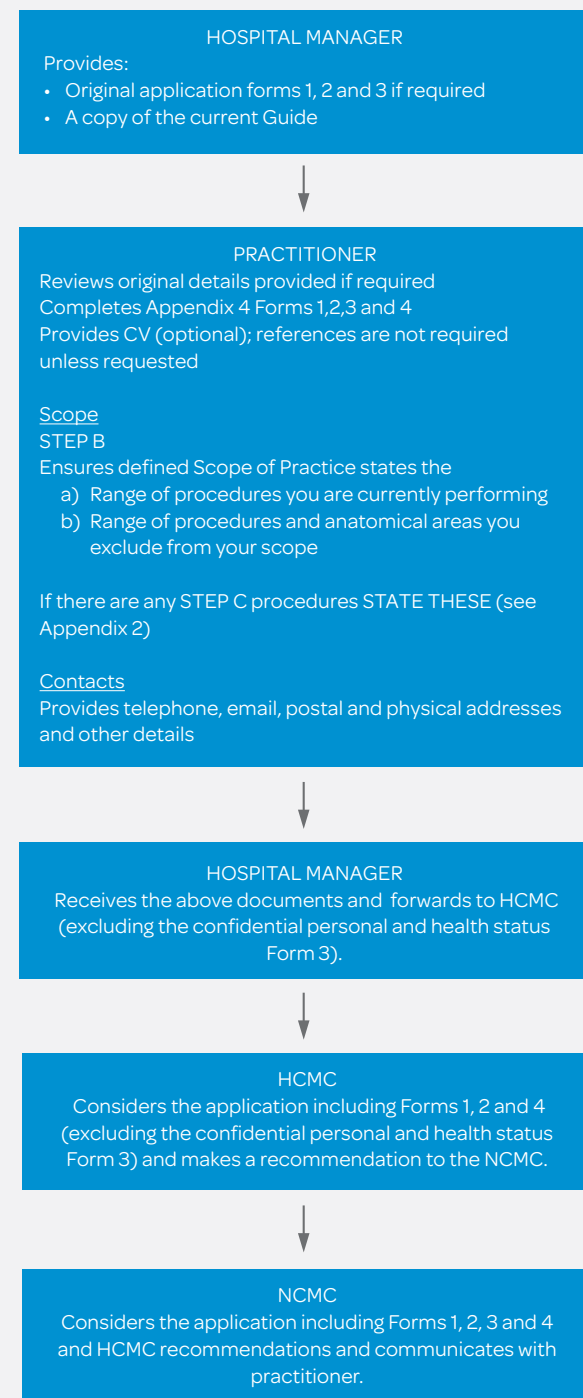 HOSPITAL MANAGER
Provides:
• Original application forms 1, 2 and 3 if required
• A copy of the current Guide
PRACTITIONER
Reviews original details provided if required
Completes Appendix 4 Forms 1,2,3 and 4
Provides CV (optional); references are not required
unless requested
Scope
STEP B
Ensures defined Scope of Practice states the
a) Range of procedures you are currently performing
b) Range of procedures and anatomical areas you
exclude from your scope
If there are any STEP C procedures STATE THESE (see
Appendix 2)
Contacts
Provides telephone, email, postal and physical addresses
and other details
HOSPITAL MANAGER
Receives the above documents and forwards to HCMC
(excluding the confidential personal and health status
Form 3).
HCMC
Considers the application including Forms 1, 2 and 4
(excluding the confidential personal and health status
Form 3) and makes a recommendation to the NCMC.
NCMC
Considers the application including Forms 1, 2, 3 and 4
and HCMC recommendations and communicates with
practitioner.